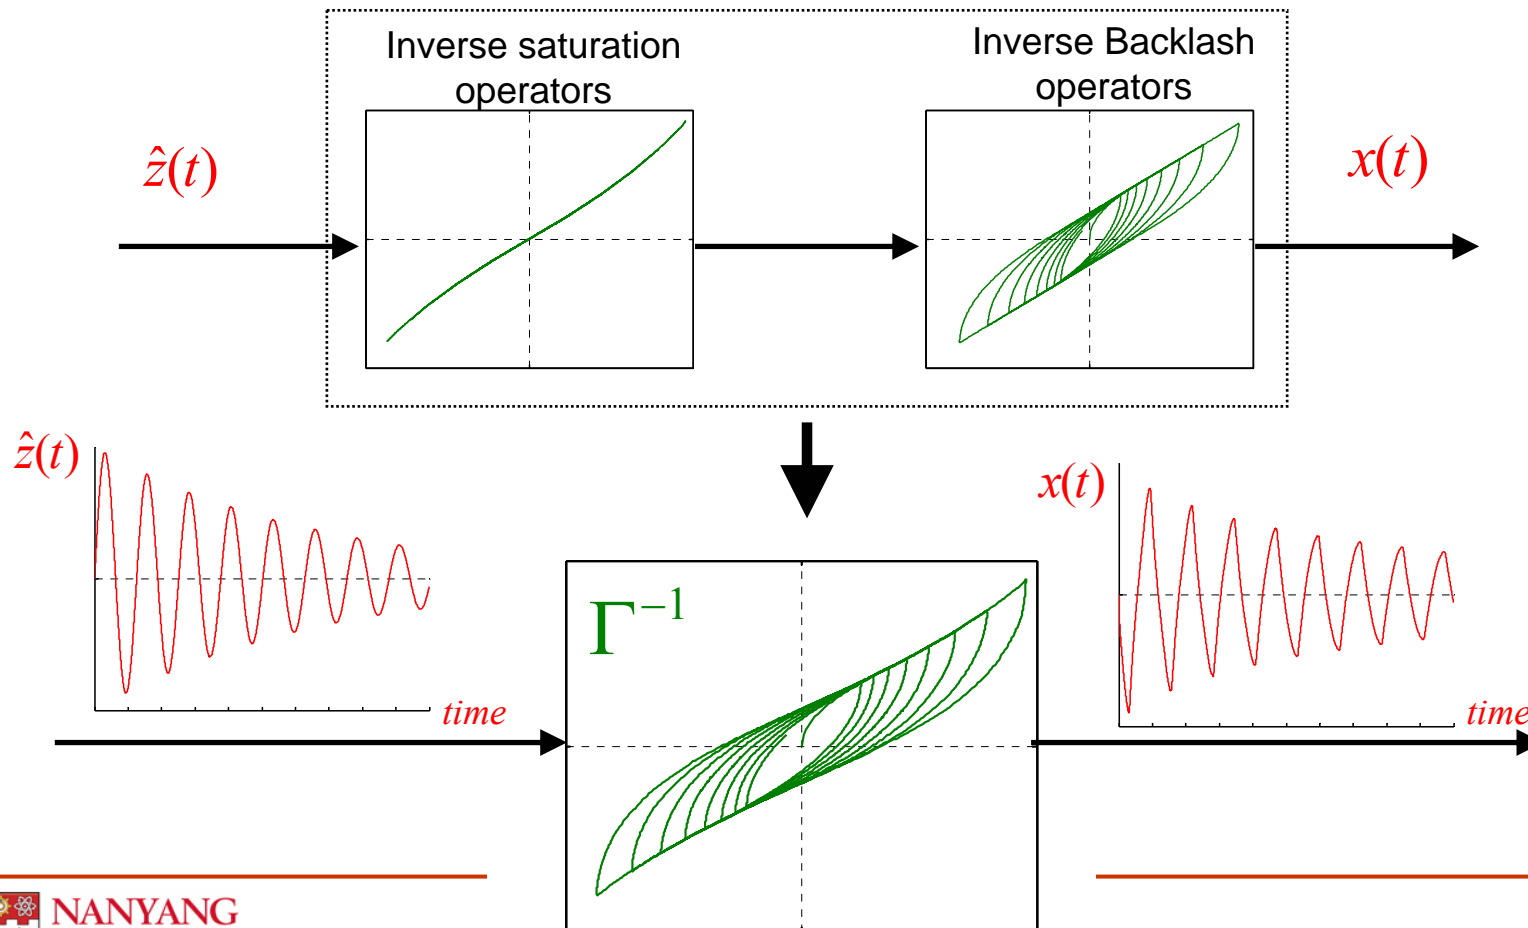 Inverse saturation
operators
Inverse Backlash
operators
ẑ(t)
x(t)
ẑ(t)
time
Γ⁻¹
x(t)
time
NANYANG